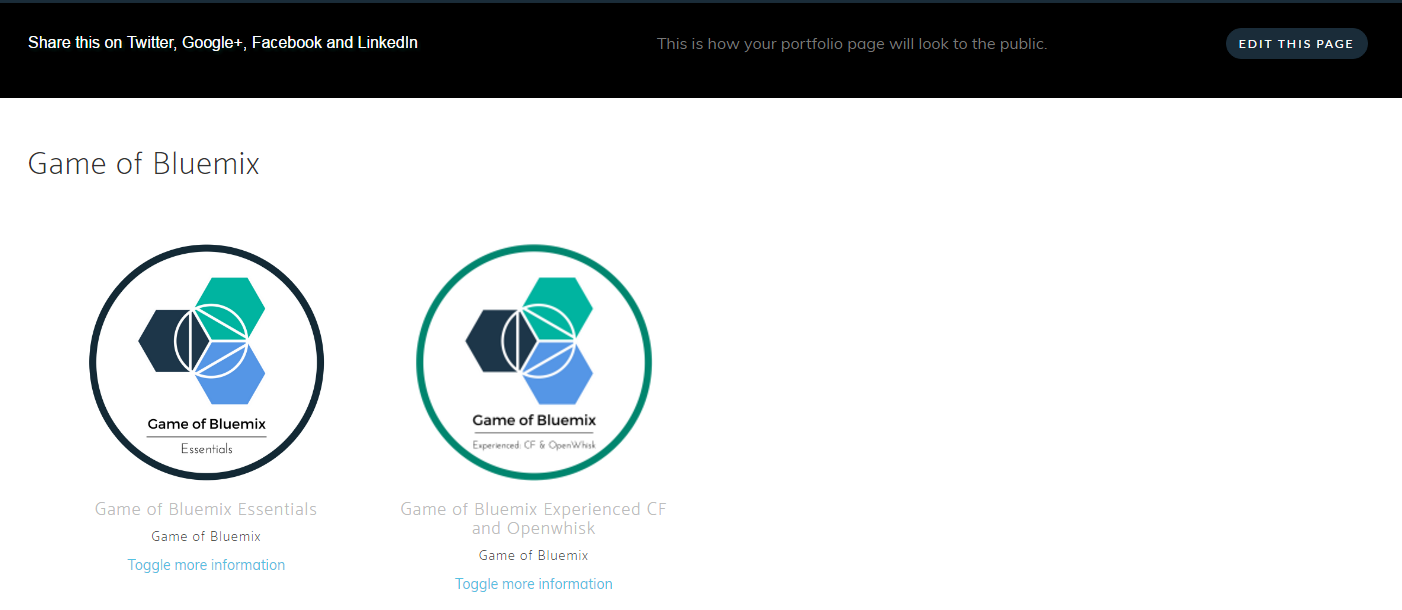 Share this on Twitter, Google+, Facebook and LinkedIn
This is how your portfolio page will look to the public.
EDIT THIS PAGE
Game of Bluemix
Game of Bluemix
Essentials
Game of Bluemix Essentials
Game of Bluemix
Toggle more information
Game of Bluemix
Experienced: CF & OpenWhisk
Game of Bluemix Experienced CF
and Openwhisk
Game of Bluemix
Toggle more information